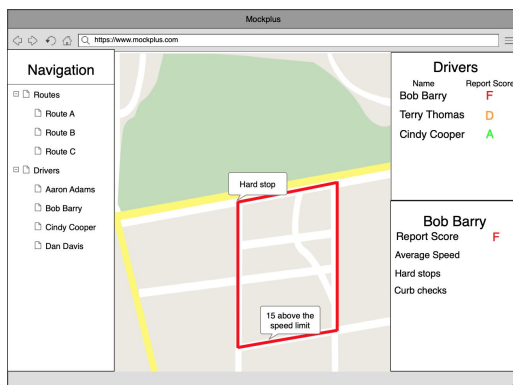 Mockplus
https://www.mockplus.com
Navigation
Routes
Route A
Route B
Route C
Drivers
Aaron Adams
Bob Barry
Cindy Cooper
Dan Davis
Hard stop
15 above the
speed limit
Drivers
Name Report Score
Bob Barry F
Terry Thomas D
Cindy Cooper A
Bob Barry
Report Score F
Average Speed
Hard stops
Curb checks